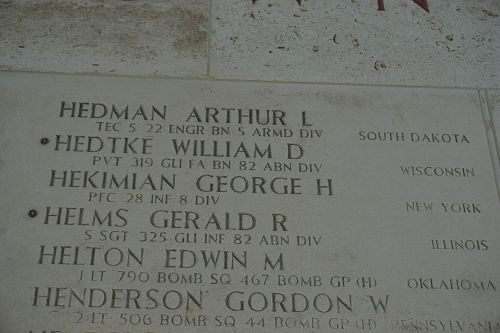 HEDMAN ARTHUR L
TEC 5 22 ENGR BN 5 ARMD DIV SOUTH DAKOTA
HEDTKE WILLIAM D
PVT 319 GLI FA BN 82 ABN DIV WISCONSIN
HEKIMIAN GEORGE H
PFC 28 INF 8 DIV NEW YORK
HELMS GERALD R
S SGT 325 GLI INF 82 ABN DIV ILLINOIS
HELTON EDWIN M
1 LT 790 BOMB SQ 467 BOMB GP (H) OKLAHOMA
HENDERSON GORDON W
2 LT 506 BOMB SQ 44 BOMB GP (H) PENNSYLVANI